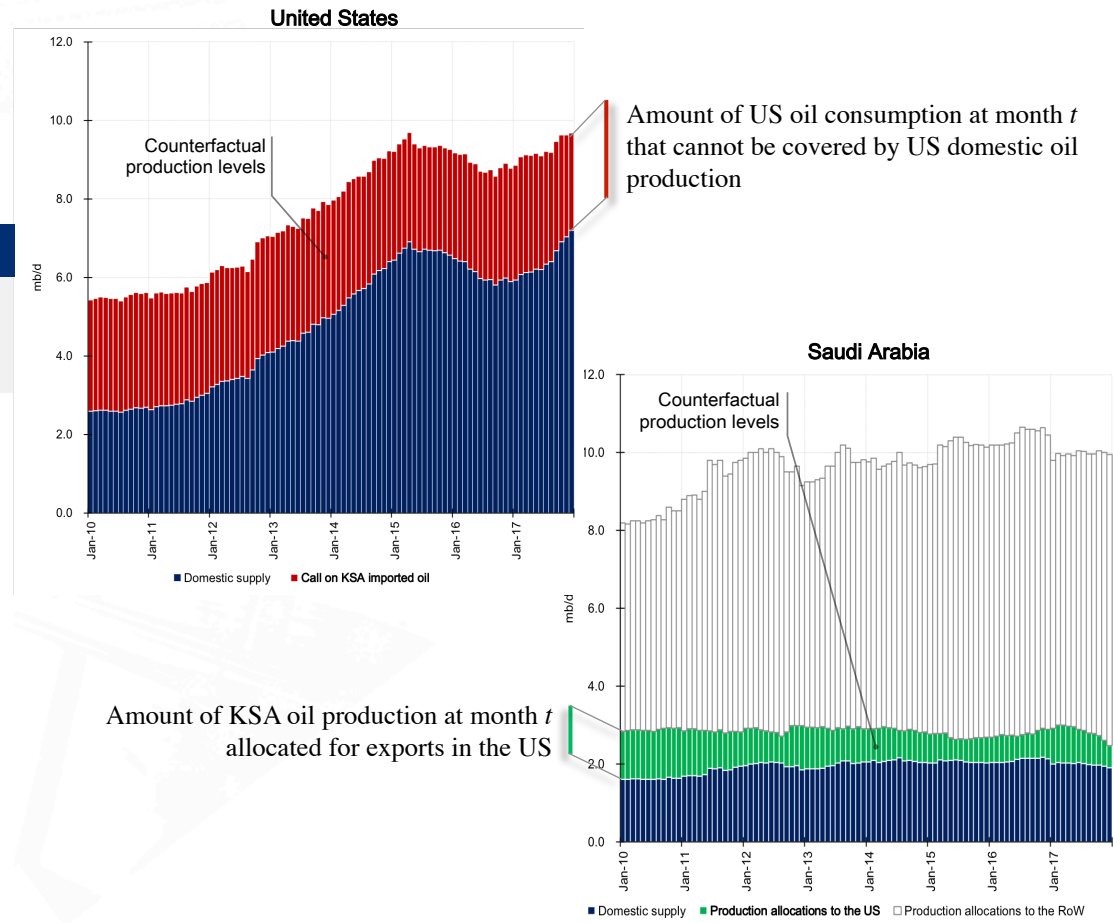 United States
12.0
10.0
8.0
6.0
4.0
2.0
0.0
mb/d
Counterfactual
production levels
Jan-10
Jan-11
Jan-12
Jan-13
Jan-14
Jan-15
Jan-16
Jan-17
Domestic supply Call on KSA imported oil
Amount of US oil consumption at month t
that cannot be covered by US domestic oil
production
Saudi Arabia
12.0
10.0
8.0
6.0
4.0
2.0
0.0
mb/d
Counterfactual
production levels
Jan-10
Jan-11
Jan-12
Jan-13
Jan-14
Jan-15
Jan-16
Jan-17
Domestic supply Production allocations to the US Production allocations to the RoW
Amount of KSA oil production at month t
allocated for exports in the US